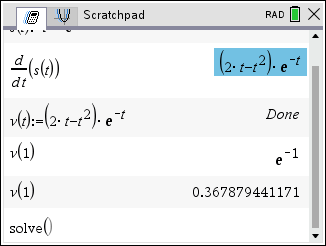 Scratchpad RAD
d/dt(s(t)) (2·t−t²)·e⁻ᵗ
v(t):=(2·t−t²)·e⁻ᵗ Done
v(1) e⁻¹
v(1) 0.367879441171
solve()